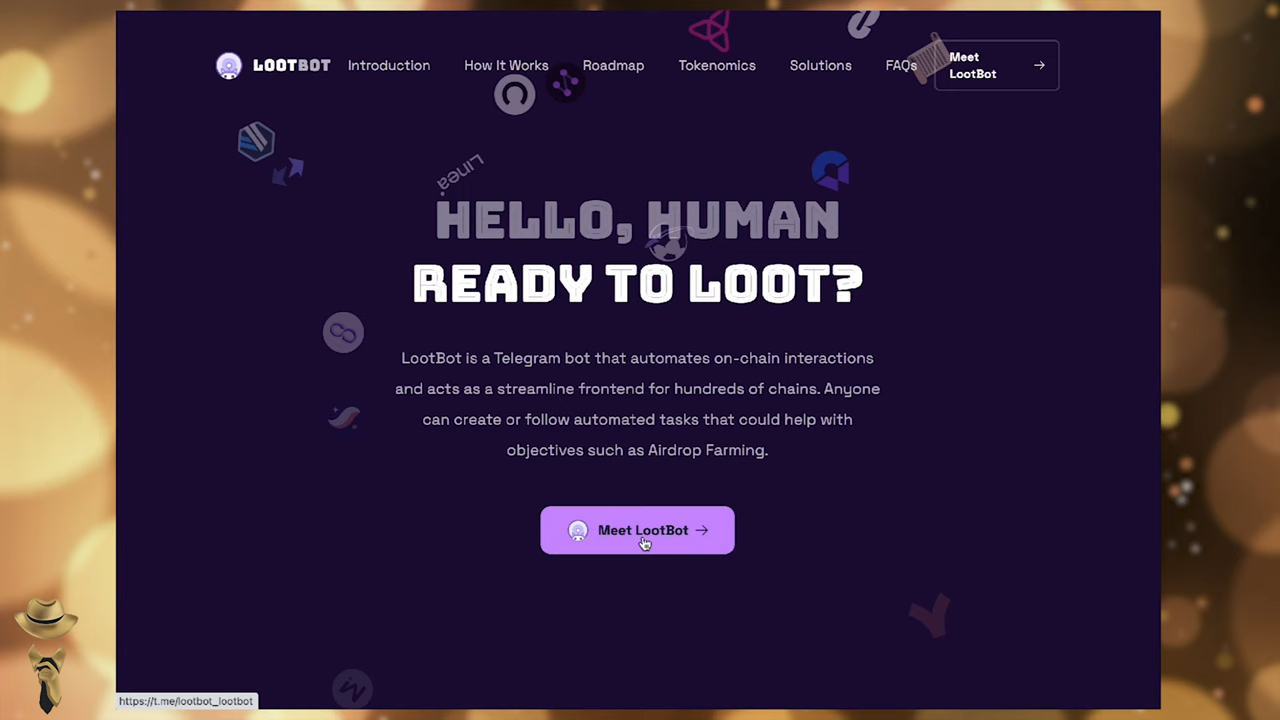 LOOTBOT
Introduction
How It Works
Roadmap
Tokenomics
Solutions
FAQs
Meet
LootBot
Linea
HELLO, HUMAN
READY TO LOOT?
LootBot is a Telegram bot that automates on-chain interactions
and acts as a streamline frontend for hundreds of chains. Anyone
can create or follow automated tasks that could help with
objectives such as Airdrop Farming.
Meet LootBot
https://t.me/lootbot_lootbot